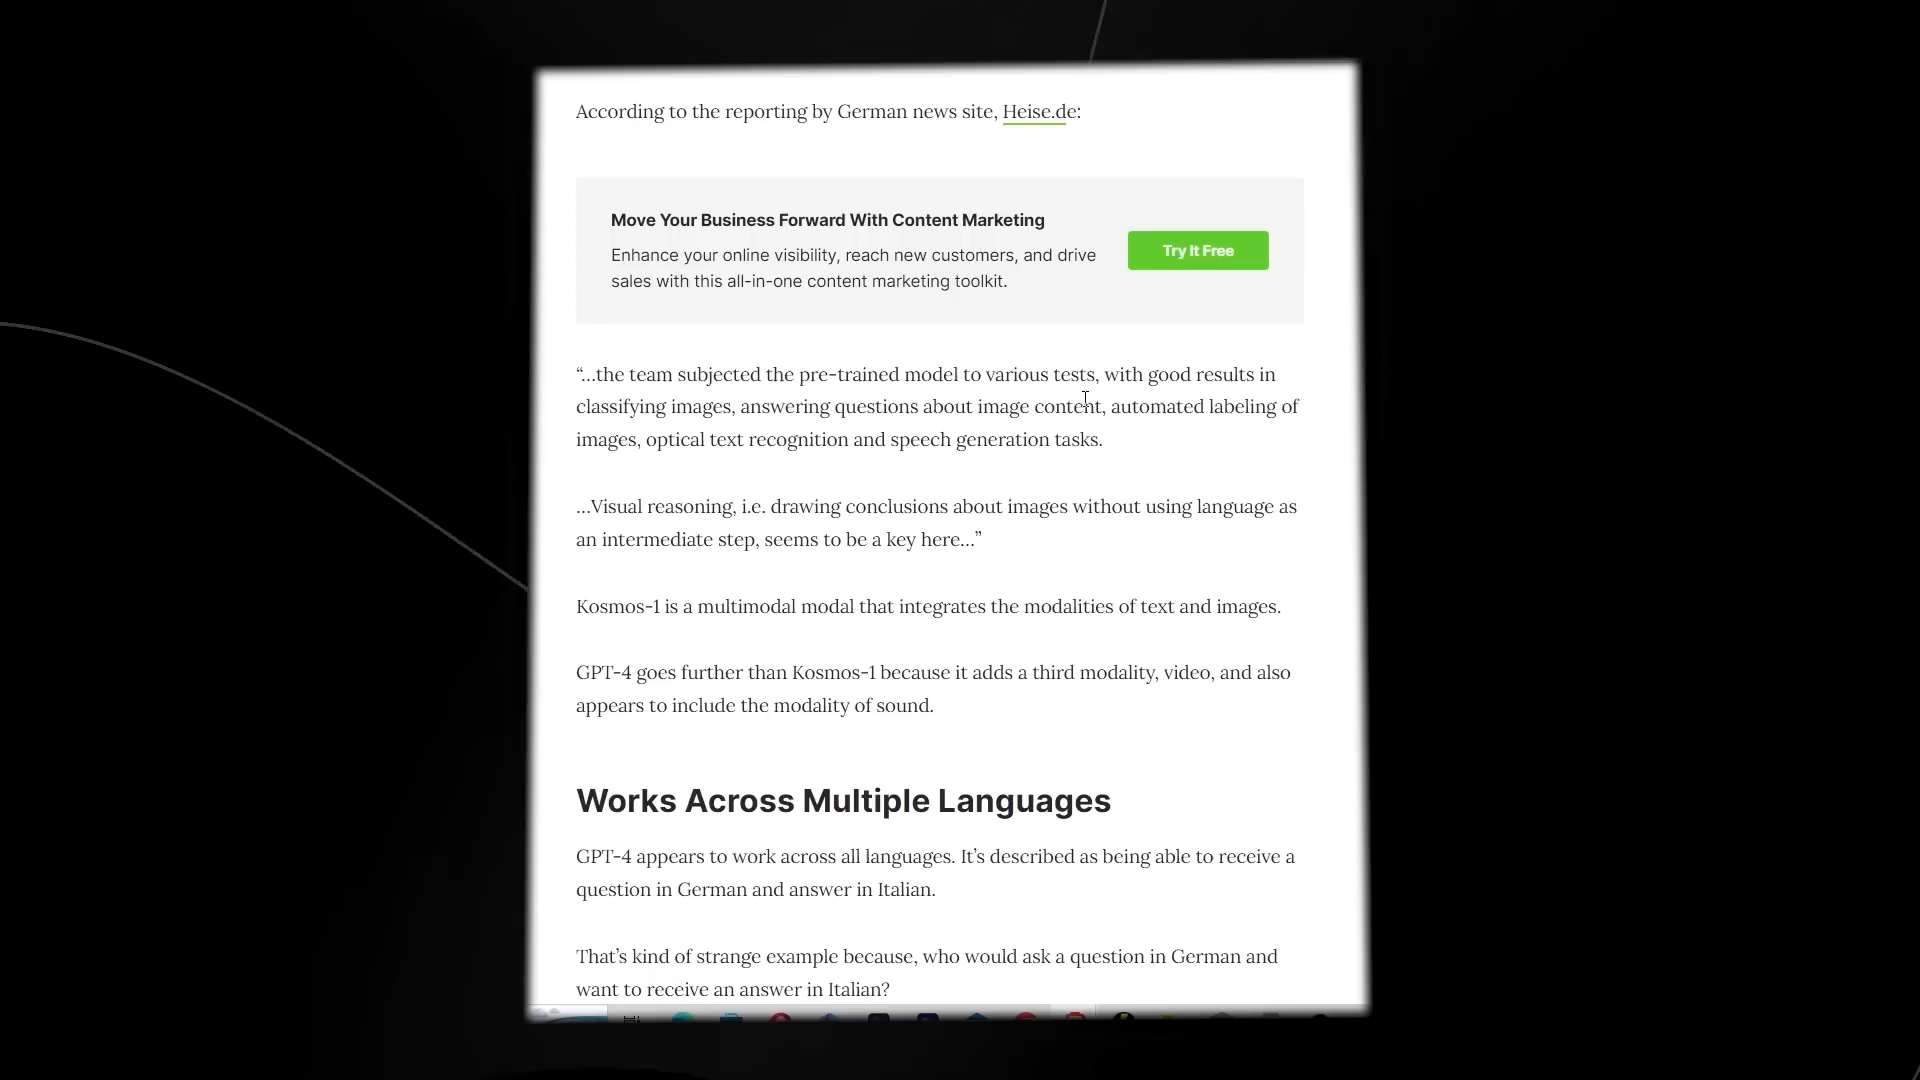 According to the reporting by German news site, Heise.de:
Move Your Business Forward With Content Marketing
Enhance your online visibility, reach new customers, and drive
sales with this all-in-one content marketing toolkit.
Try It Free
“…the team subjected the pre-trained model to various tests, with good results in
classifying images, answering questions about image content, automated labeling of
images, optical text recognition and speech generation tasks.
…Visual reasoning, i.e. drawing conclusions about images without using language as
an intermediate step, seems to be a key here…”
Kosmos-1 is a multimodal modal that integrates the modalities of text and images.
GPT-4 goes further than Kosmos-1 because it adds a third modality, video, and also
appears to include the modality of sound.
Works Across Multiple Languages
GPT-4 appears to work across all languages. It’s described as being able to receive a
question in German and answer in Italian.
That’s kind of strange example because, who would ask a question in German and
want to receive an answer in Italian?